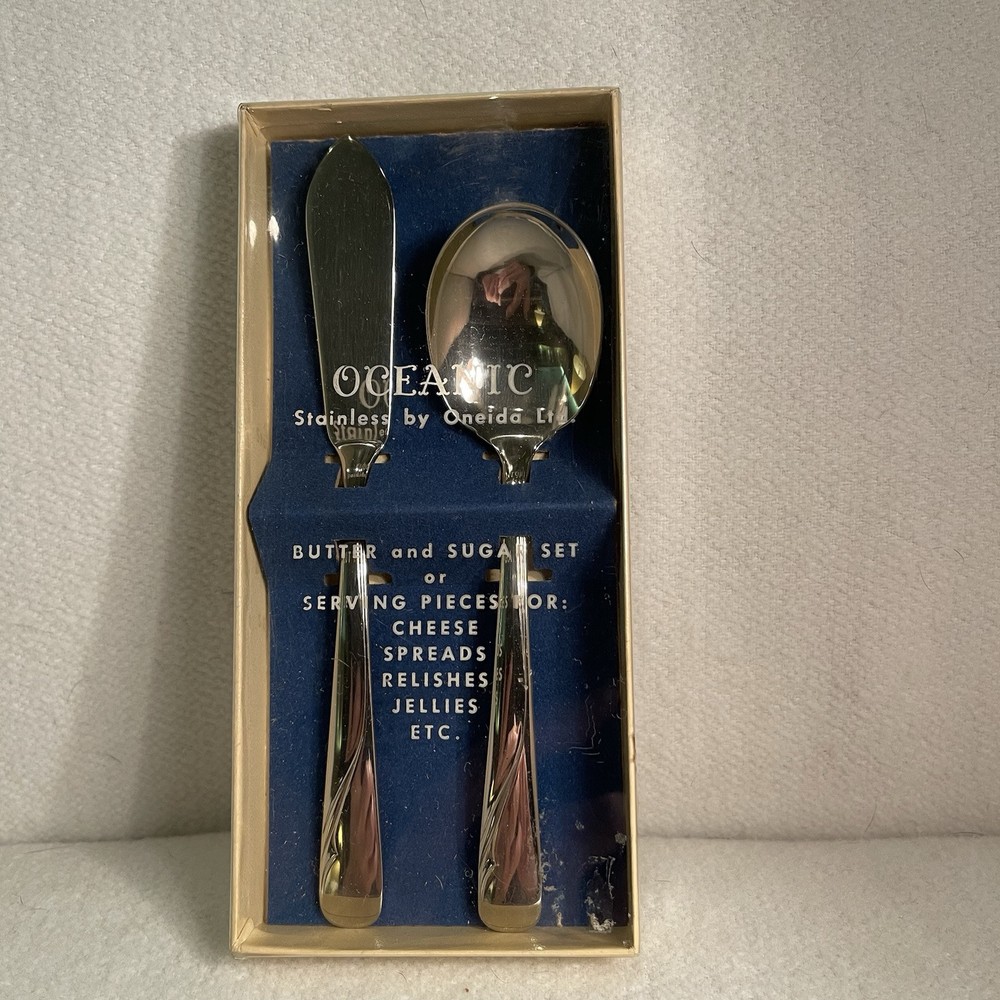 OCEANIC
Stainless by Oneida Ltd.
BUTTER and SUGAR SET
or
SERVING PIECES FOR:
CHEESE
SPREADS
RELISHES
JELLIES
ETC.